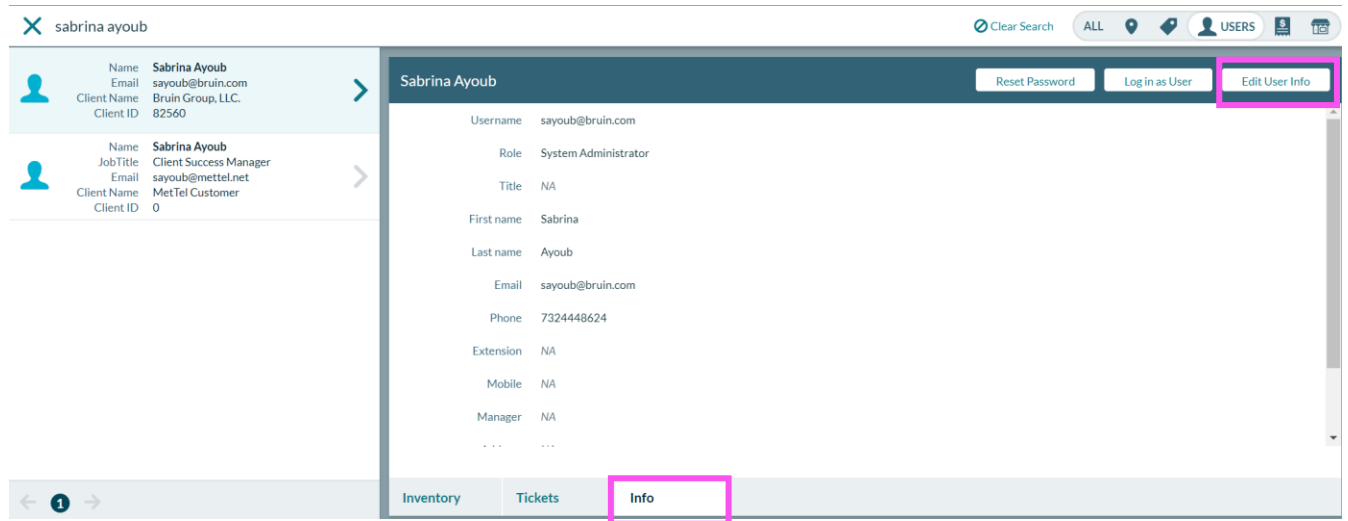 sabrina ayoub
Clear Search ALL USERS
Name Sabrina Ayoub
Email sayoub@bruin.com
Client Name Bruin Group, LLC.
Client ID 82560
Name Sabrina Ayoub
JobTitle Client Success Manager
Email sayoub@mettel.net
Client Name MetTel Customer
Client ID 0
1
Sabrina Ayoub Reset Password Log in as User Edit User Info
Username sayoub@bruin.com
Role System Administrator
Title NA
First name Sabrina
Last name Ayoub
Email sayoub@bruin.com
Phone 7324448624
Extension NA
Mobile NA
Manager NA
Inventory Tickets Info